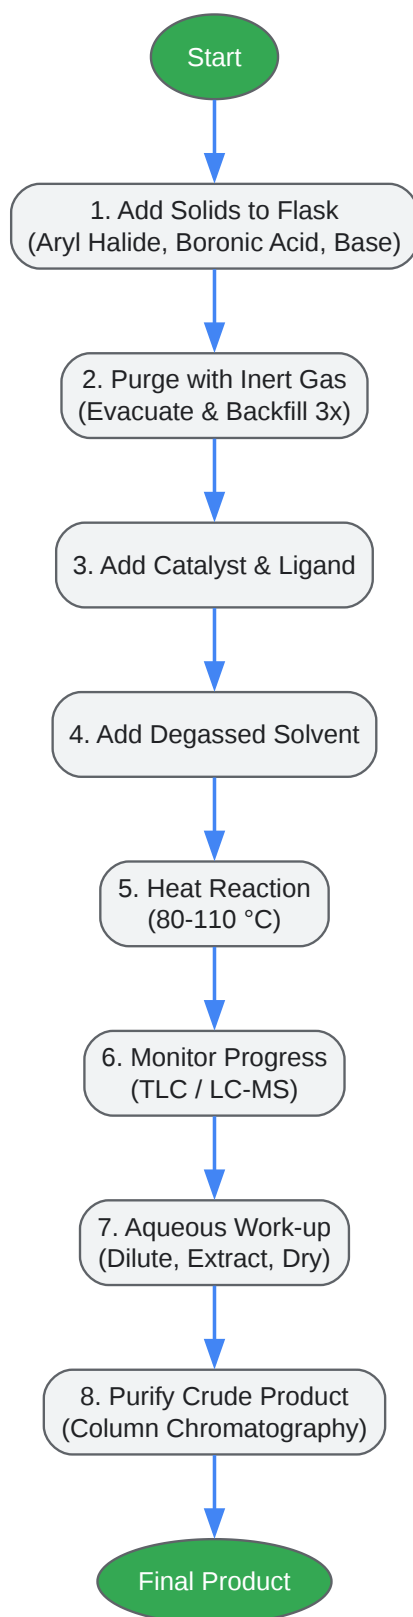 Start
1. Add Solids to Flask
(Aryl Halide, Boronic Acid, Base)
2. Purge with Inert Gas
(Evacuate & Backfill 3x)
3. Add Catalyst & Ligand
4. Add Degassed Solvent
5. Heat Reaction
(80-110 °C)
6. Monitor Progress
(TLC / LC-MS)
7. Aqueous Work-up
(Dilute, Extract, Dry)
8. Purify Crude Product
(Column Chromatography)
Final Product